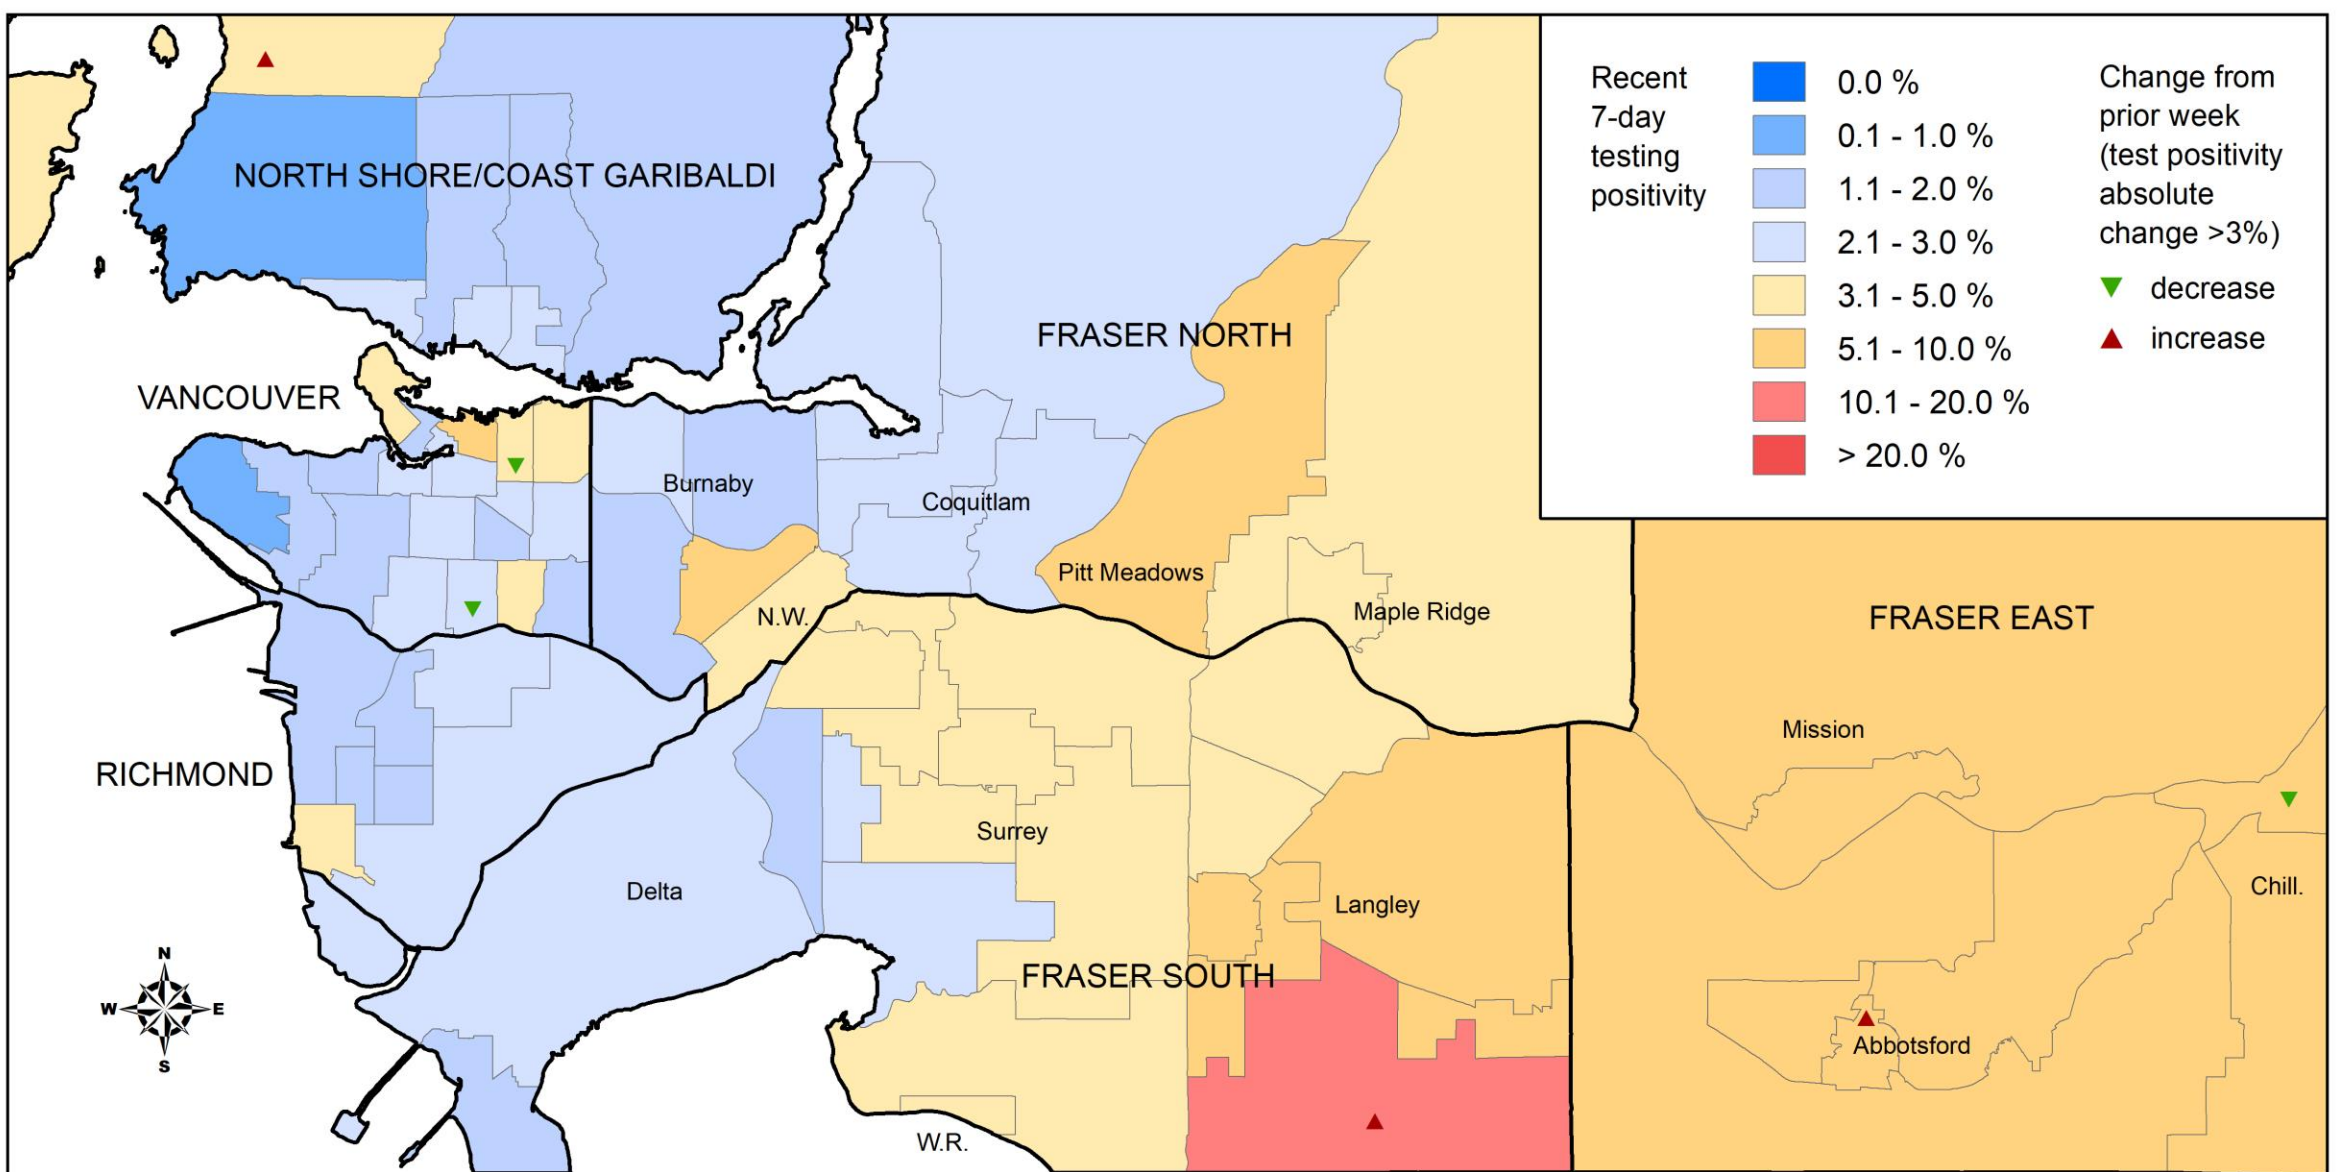 NORTH SHORE/COAST GARIBALDI
VANCOUVER
FRASER NORTH
Burnaby
Coquitlam
Pitt Meadows
N.W.
Maple Ridge
FRASER EAST
Mission
RICHMOND
Surrey
Delta
Langley
Chill.
FRASER SOUTH
Abbotsford
W.R.
N
W E
S
Recent
7-day
testing
positivity
0.0 %
0.1 - 1.0 %
1.1 - 2.0 %
2.1 - 3.0 %
3.1 - 5.0 %
5.1 - 10.0 %
10.1 - 20.0 %
> 20.0 %
Change from
prior week
(test positivity
absolute
change >3%)
decrease
increase